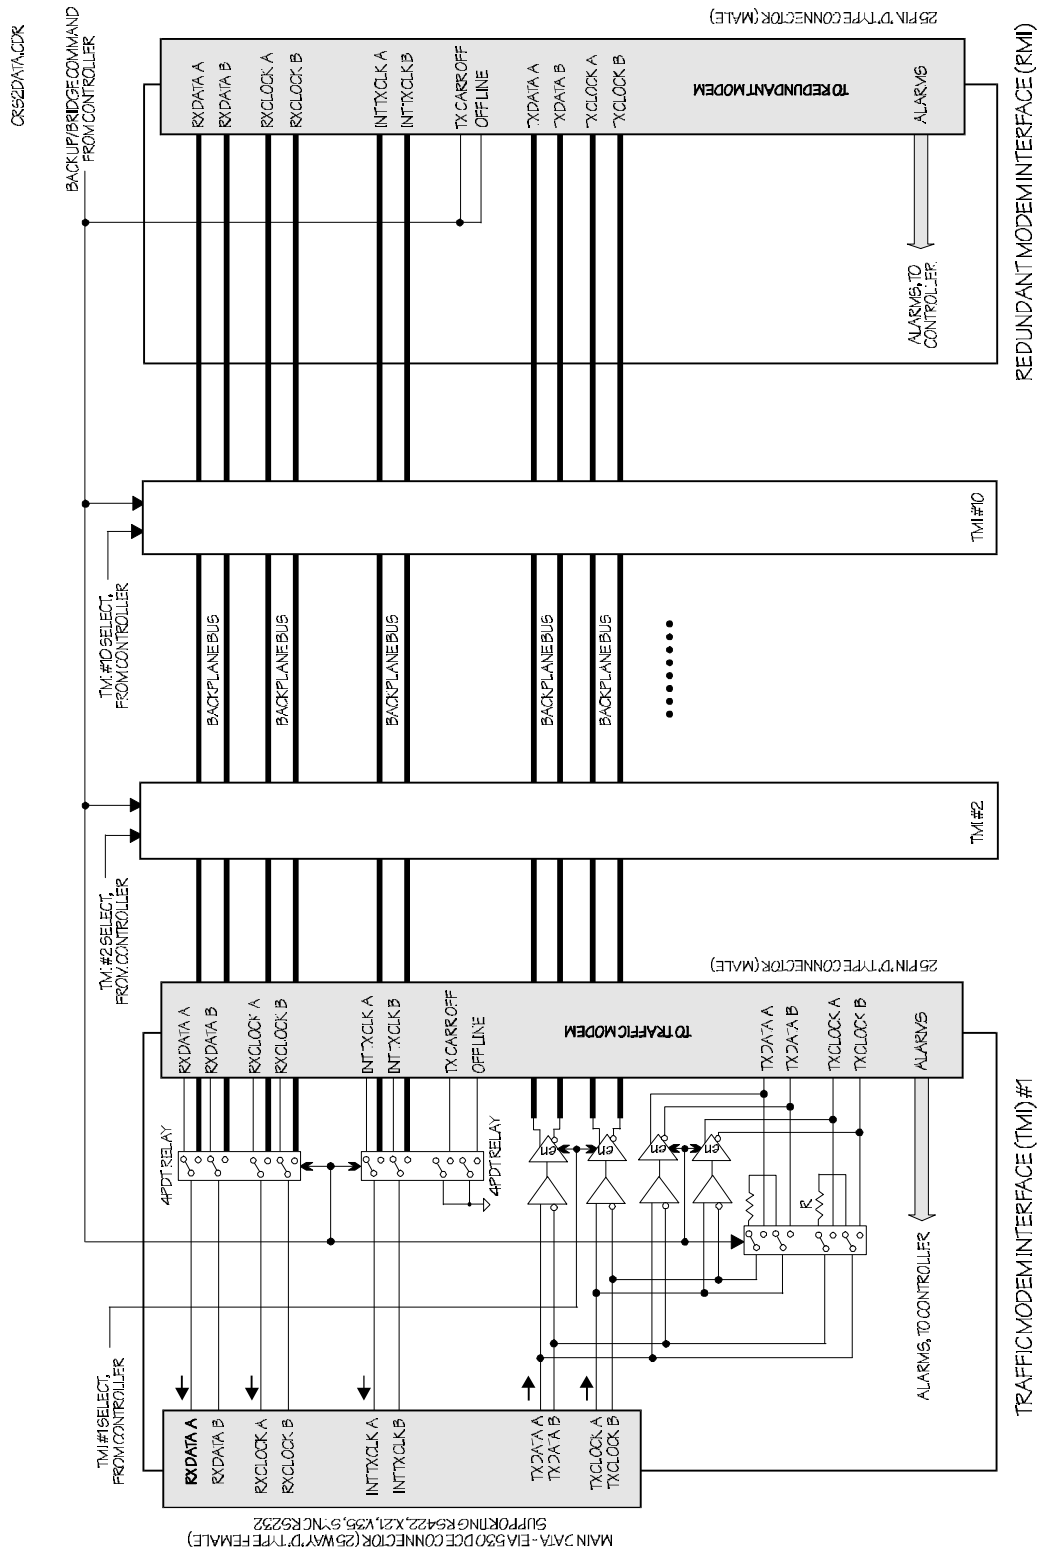 CRS2DATA.CDR
BACKUP/BRIDGE COMMAND
FROM CONTROLLER
25 PIN 'D' TYPE CONNECTOR (MALE)
RXDATA A
RXDATA B
RXCLOCK A
RXCLOCK B
INT TXCLK A
INT TXCLK B
TX CARR OFF
OFFLINE
TXDATA A
TXDATA B
TXCLOCK A
TXCLOCK B
TO REDUNDANT MODEM
ALARMS
ALARMS, TO
CONTROLLER
REDUNDANT MODEM INTERFACE (RMI)
TMI #10 SELECT,
FROM CONTROLLER
TMI #10
BACKPLANE BUS
BACKPLANE BUS
BACKPLANE BUS
BACKPLANE BUS
BACKPLANE BUS
TMI #2 SELECT,
FROM CONTROLLER
TMI #2
25 PIN 'D' TYPE CONNECTOR (MALE)
RXDATA A
RXDATA B
RXCLOCK A
RXCLOCK B
INT TXCLK A
INT TXCLK B
TX CARR OFF
OFFLINE
TO TRAFFIC MODEM
TXDATA A
TXDATA B
TXCLOCK A
TXCLOCK B
ALARMS
4PDT RELAY
4PDT RELAY
en
en
en
en
R
ALARMS, TO CONTROLLER
TRAFFIC MODEM INTERFACE (TMI) #1
TMI #1 SELECT,
FROM CONTROLLER
RXDATA A
RXDATA B
RXCLOCK A
RXCLOCK B
INT TXCLK A
INT TXCLK B
TXDATA A
TXDATA B
TXCLOCK A
TXCLOCK B
MAIN DATA - EIA530 DCE CONNECTOR (25 WAY 'D' TYPE FEMALE)
SUPPORTING RS422, X.21, V.35, SYNC RS232